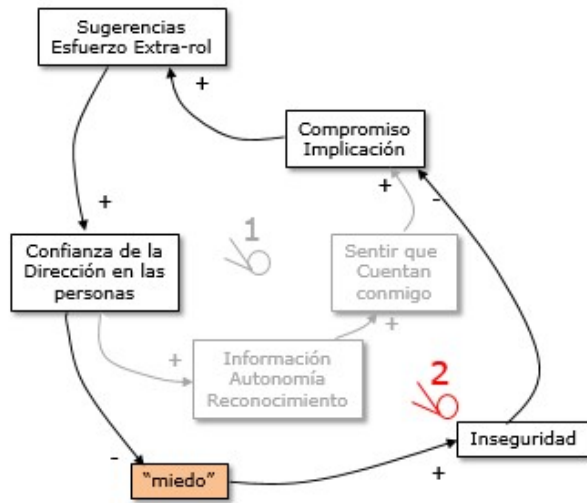 Sugerencias
Esfuerzo Extra-rol
+
Compromiso
Implicación
+
+
-
1
Confianza de la
Dirección en las
personas
Sentir que
Cuentan
conmigo
+
+
Información
Autonomía
Reconocimiento
2
Inseguridad
-
"miedo"
+